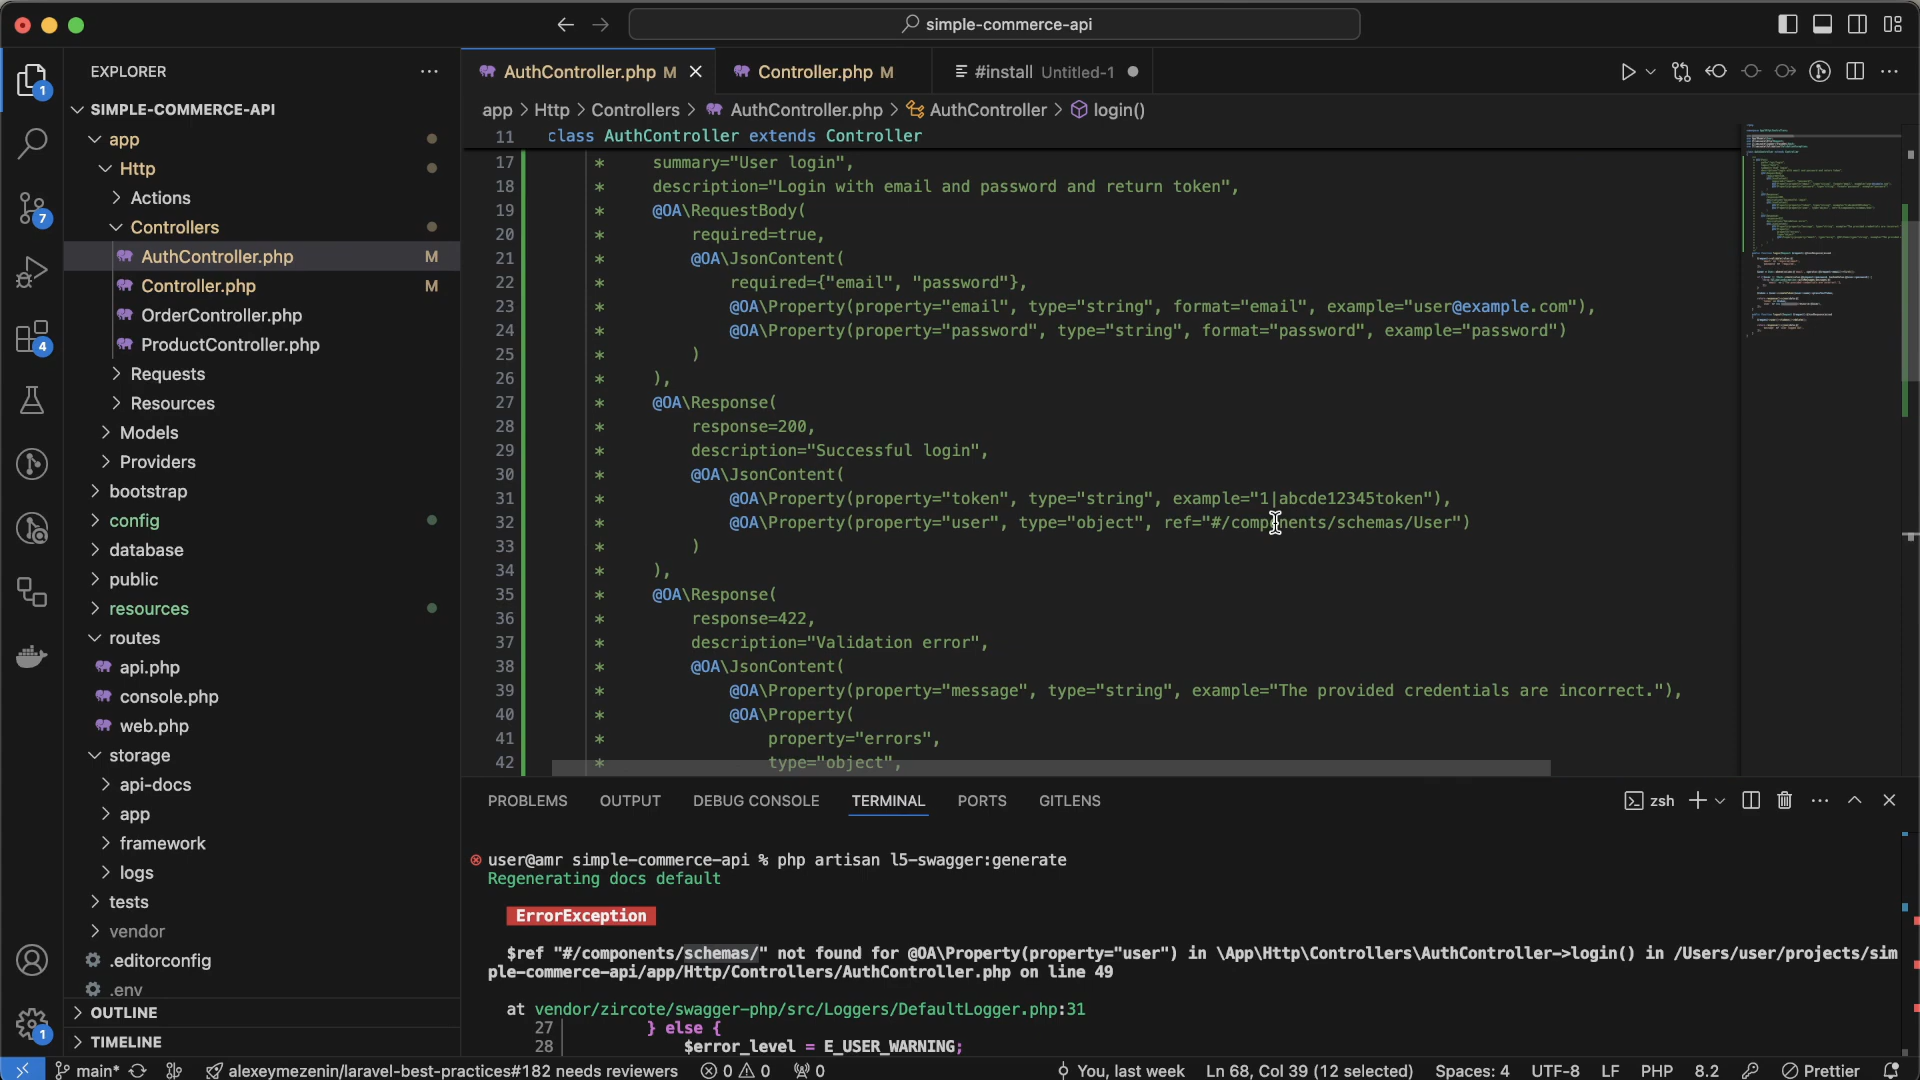 simple-commerce-api
EXPLORER
SIMPLE-COMMERCE-API
app
Http
Actions
Controllers
AuthController.php M
Controller.php M
OrderController.php
ProductController.php
Requests
Resources
Models
Providers
bootstrap
config
database
public
resources
routes
api.php
console.php
web.php
storage
api-docs
app
framework
logs
tests
vendor
.editorconfig
.env
OUTLINE
TIMELINE
1
7
4
1
AuthController.php M
Controller.php M
#install Untitled-1
app > Http > Controllers > AuthController.php > AuthController > login()
11 class AuthController extends Controller
17 * summary="User login",
18 * description="Login with email and password and return token",
19 * @OA\RequestBody(
20 * required=true,
21 * @OA\JsonContent(
22 * required={"email", "password"},
23 * @OA\Property(property="email", type="string", format="email", example="user@example.com"),
24 * @OA\Property(property="password", type="string", format="password", example="password")
25 * )
26 * ),
27 * @OA\Response(
28 * response=200,
29 * description="Successful login",
30 * @OA\JsonContent(
31 * @OA\Property(property="token", type="string", example="1|abcde12345token"),
32 * @OA\Property(property="user", type="object", ref="#/components/schemas/User")
33 * )
34 * ),
35 * @OA\Response(
36 * response=422,
37 * description="Validation error",
38 * @OA\JsonContent(
39 * @OA\Property(property="message", type="string", example="The provided credentials are incorrect."),
40 * @OA\Property(
41 * property="errors",
42 * type="object",
PROBLEMS OUTPUT DEBUG CONSOLE TERMINAL PORTS GITLENS
zsh
user@amr simple-commerce-api % php artisan l5-swagger:generate
Regenerating docs default
ErrorException
$ref "#/components/schemas/" not found for @OA\Property(property="user") in \App\Http\Controllers\AuthController->login() in /Users/user/projects/sim
ple-commerce-api/app/Http/Controllers/AuthController.php on line 49
at vendor/zircote/swagger-php/src/Loggers/DefaultLogger.php:31
27 } else {
28 $error_level = E_USER_WARNING;
main* alexeymezenin/laravel-best-practices#182 needs reviewers 0 0 0 You, last week Ln 68, Col 39 (12 selected) Spaces: 4 UTF-8 LF PHP 8.2 Prettier